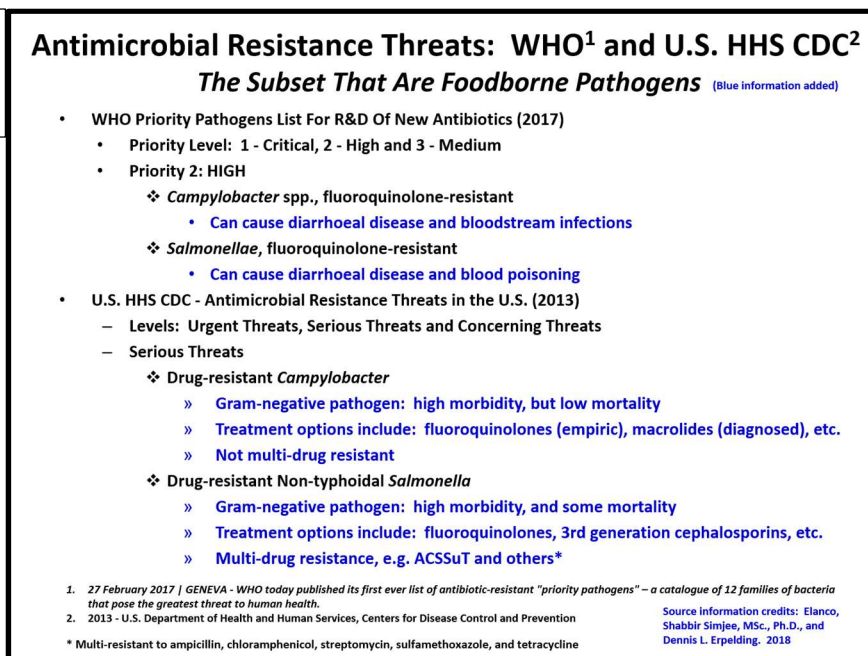 Antimicrobial Resistance Threats: WHO1 and U.S. HHS CDC2
The Subset That Are Foodborne Pathogens (Blue information added)
• WHO Priority Pathogens List For R&D Of New Antibiotics (2017)
• Priority Level: 1 - Critical, 2 - High and 3 - Medium
• Priority 2: HIGH
❖ Campylobacter spp., fluoroquinolone-resistant
• Can cause diarrhoeal disease and bloodstream infections
❖ Salmonellae, fluoroquinolone-resistant
• Can cause diarrhoeal disease and blood poisoning
• U.S. HHS CDC - Antimicrobial Resistance Threats in the U.S. (2013)
– Levels: Urgent Threats, Serious Threats and Concerning Threats
– Serious Threats
❖ Drug-resistant Campylobacter
» Gram-negative pathogen: high morbidity, but low mortality
» Treatment options include: fluoroquinolones (empiric), macrolides (diagnosed), etc.
» Not multi-drug resistant
❖ Drug-resistant Non-typhoidal Salmonella
» Gram-negative pathogen: high morbidity, and some mortality
» Treatment options include: fluoroquinolones, 3rd generation cephalosporins, etc.
» Multi-drug resistance, e.g. ACSSuT and others*
1. 27 February 2017 | GENEVA - WHO today published its first ever list of antibiotic-resistant "priority pathogens" – a catalogue of 12 families of bacteria
that pose the greatest threat to human health.
2. 2013 - U.S. Department of Health and Human Services, Centers for Disease Control and Prevention
* Multi-resistant to ampicillin, chloramphenicol, streptomycin, sulfamethoxazole, and tetracycline
Source information credits: Elanco,
Shabbir Simjee, MSc., Ph.D., and
Dennis L. Erpelding. 2018